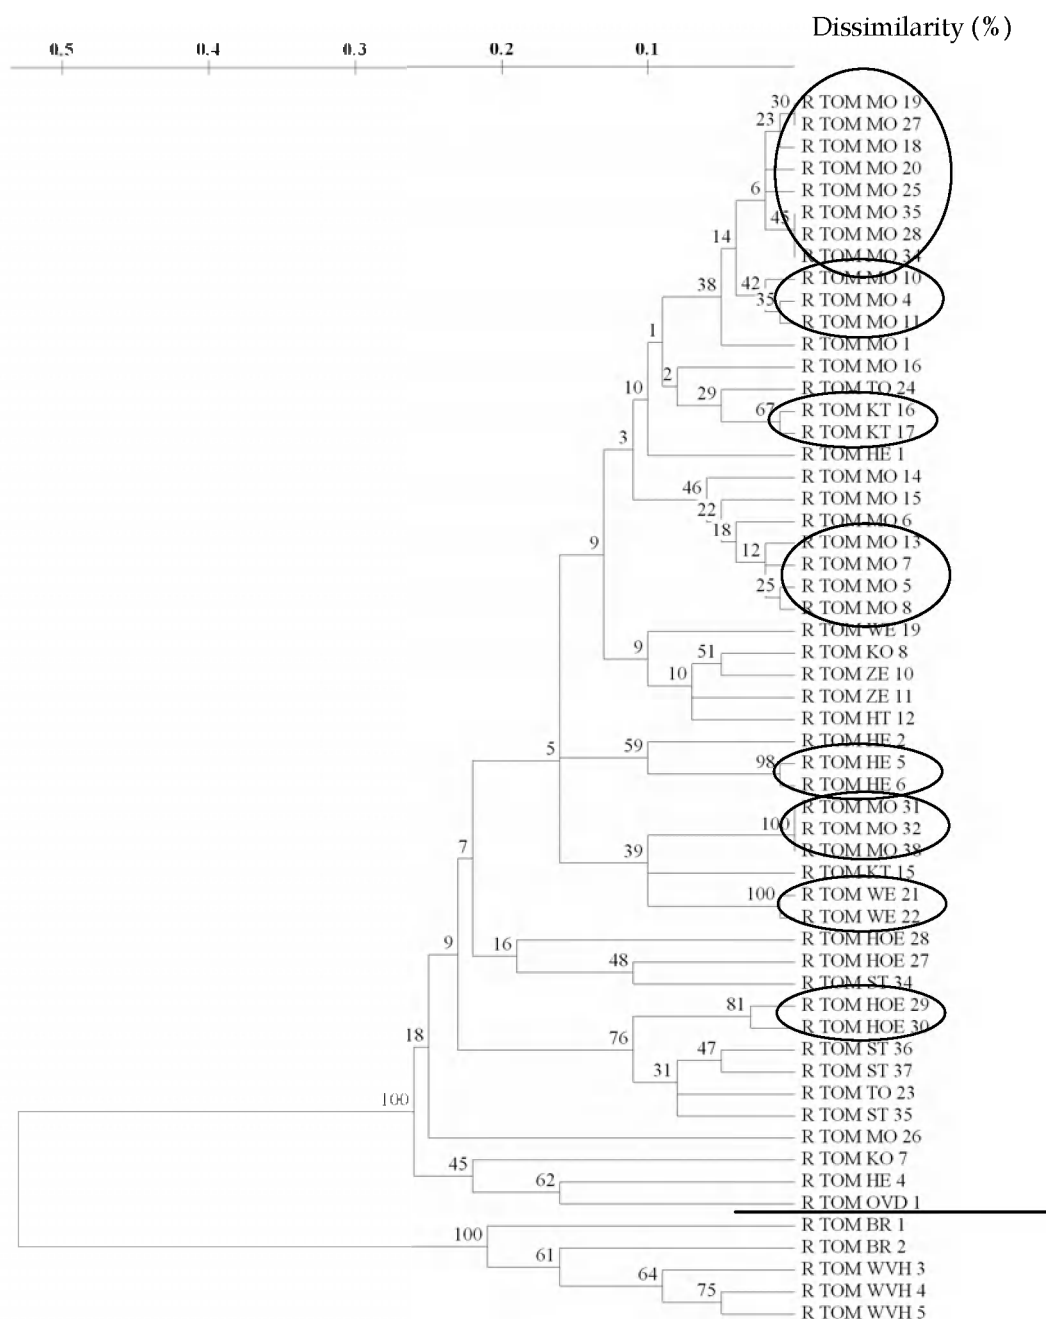 Dissimilarity (%)
0.5 0.4 0.3 0.2 0.1
30 R TOM MO 19
23 R TOM MO 27
R TOM MO 18
R TOM MO 20
6 R TOM MO 25
R TOM MO 35
45 R TOM MO 28
14 R TOM MO 34
42 R TOM MO 10
38 35 R TOM MO 4
R TOM MO 11
1 R TOM MO 1
2 R TOM MO 16
10 29 R TOM TO 24
67 R TOM KT 16
3 R TOM KT 17
R TOM HE 1
46 R TOM MO 14
22 R TOM MO 15
18 R TOM MO 6
9 12 R TOM MO 13
R TOM MO 7
25 R TOM MO 5
R TOM MO 8
9 R TOM WE 19
51 R TOM KO 8
10 R TOM ZE 10
R TOM ZE 11
R TOM HT 12
5 59 R TOM HE 2
98 R TOM HE 5
R TOM HE 6
R TOM MO 31
100 R TOM MO 32
7 39 R TOM MO 38
R TOM KT 15
100 R TOM WE 21
R TOM WE 22
9 16 R TOM HOE 28
48 R TOM HOE 27
R TOM ST 34
81 R TOM HOE 29
18 76 R TOM HOE 30
47 R TOM ST 36
31 R TOM ST 37
100 R TOM TO 23
R TOM ST 35
R TOM MO 26
45 R TOM KO 7
62 R TOM HE 4
R TOM OVD 1
100 R TOM BR 1
61 R TOM BR 2
64 R TOM WVH 3
75 R TOM WVH 4
R TOM WVH 5